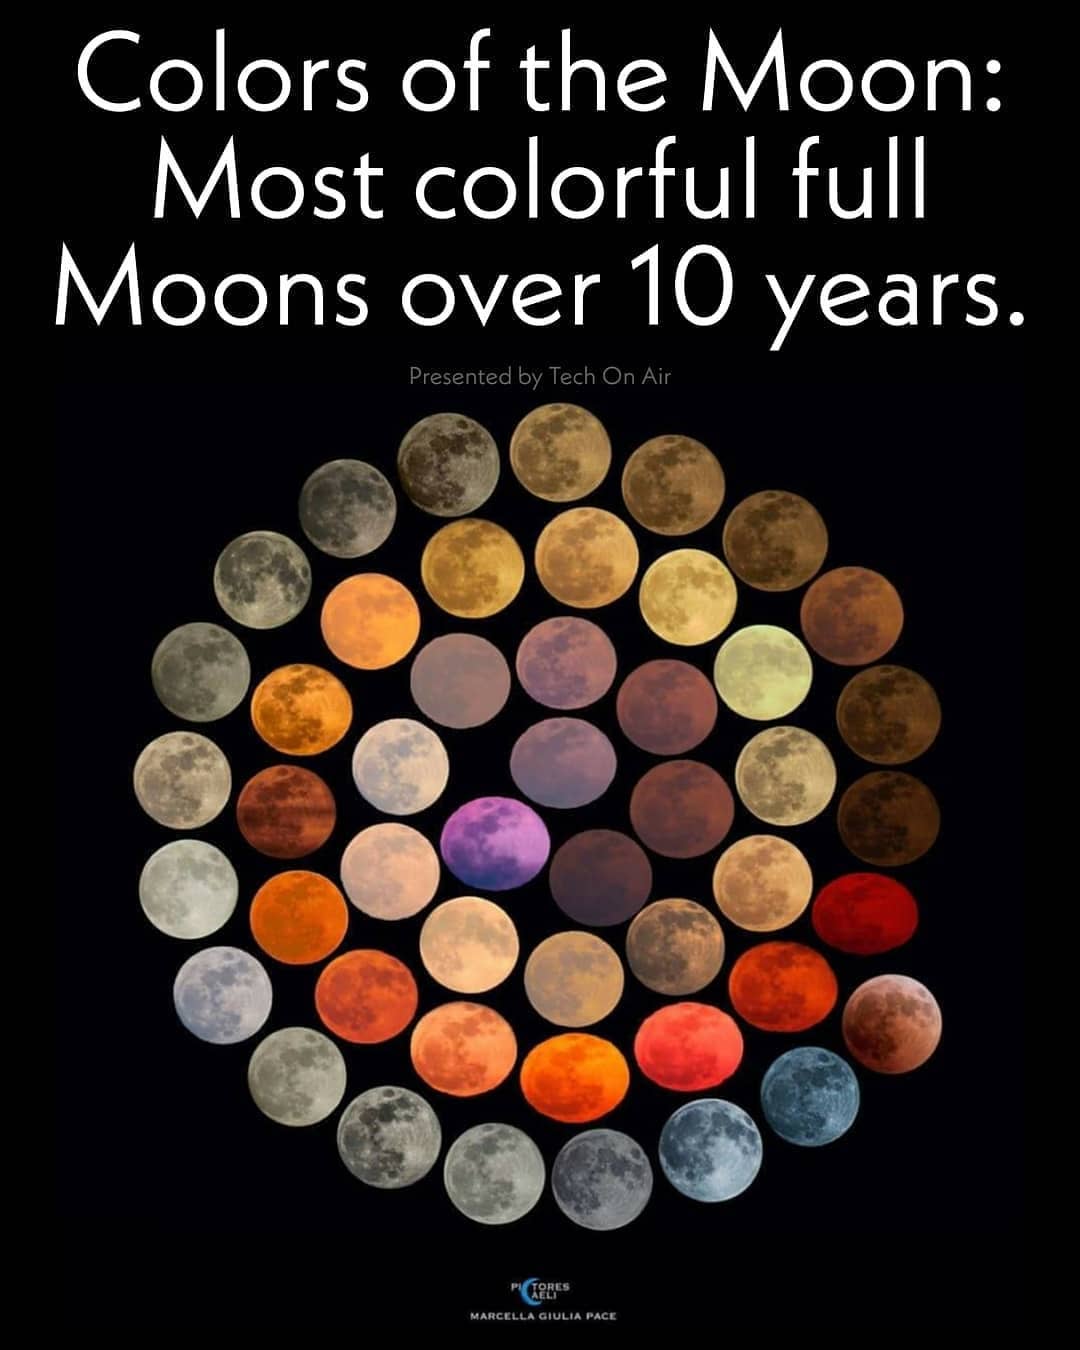 Colors of the Moon:
Most colorful full
Moons over 10 years.
Presented by Tech On Air
PICTORES
CAELI
MARCELLA GIULIA PACE